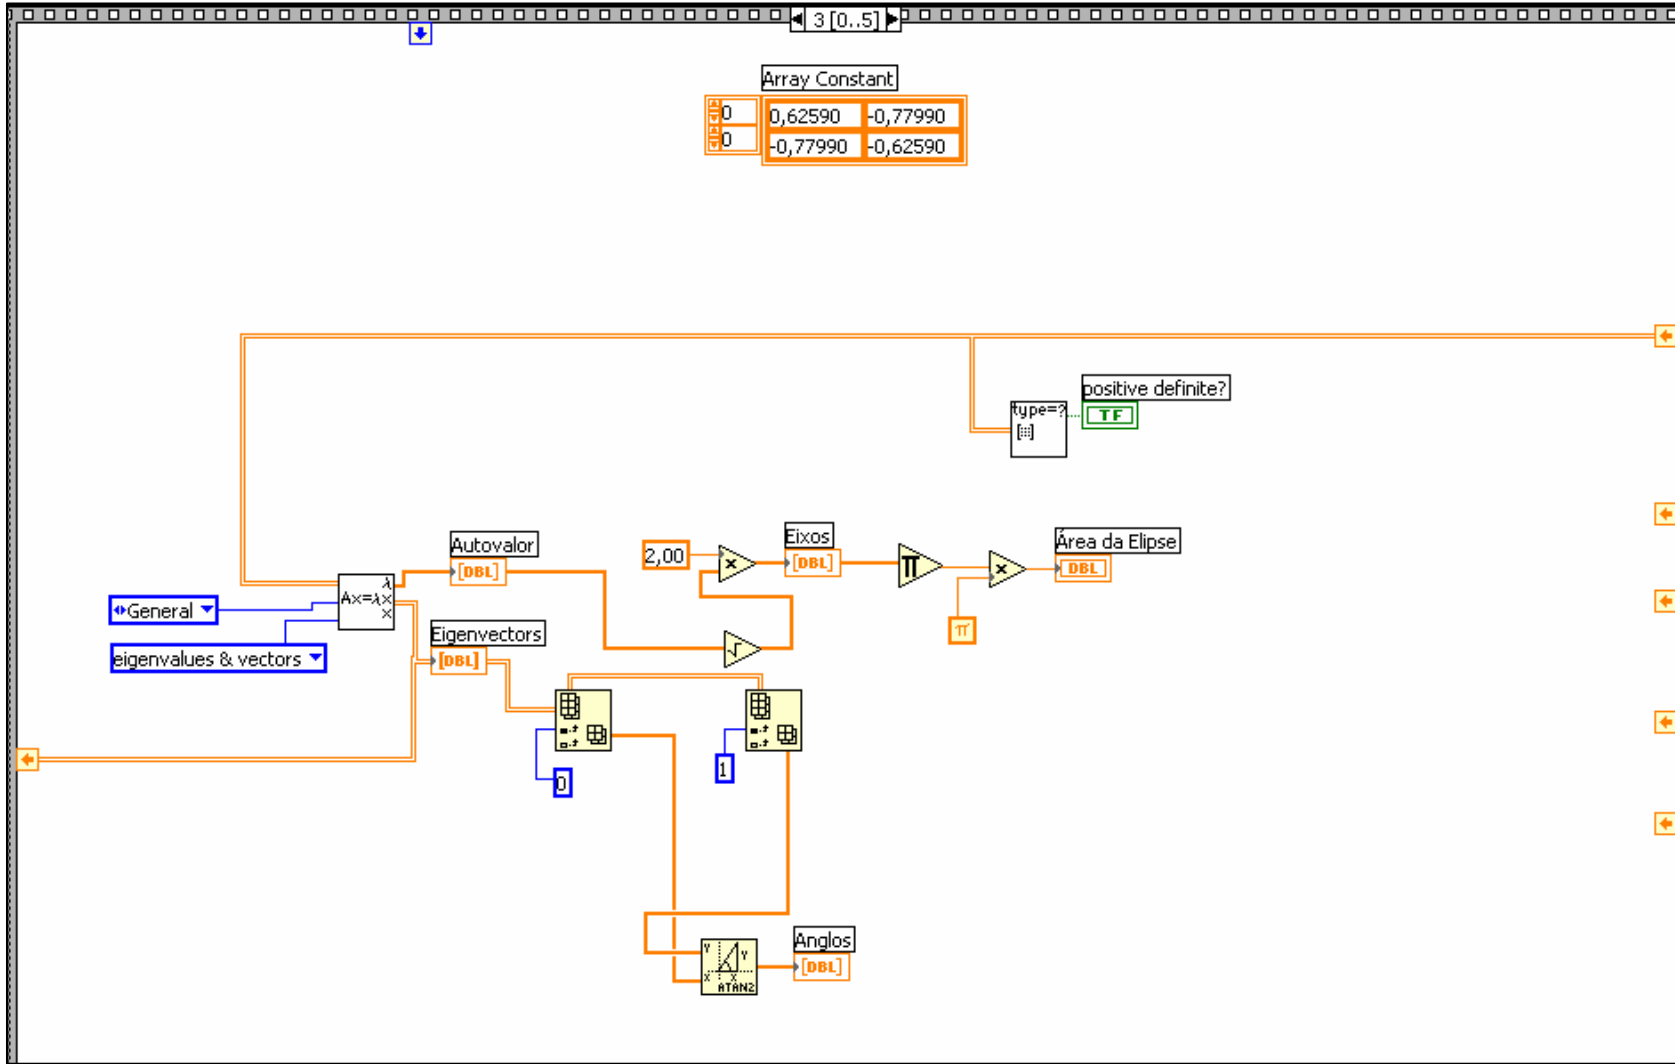 3 [0..5]
Array Constant
0
0,62590
-0,77990
0
-0,77990
-0,62590
positive definite?
type=?
TF
Autovalor
[DBL]
2,00
x
Eixos
[DBL]
Π
x
Área da Elipse
DBL
π
λ
Ax=λx
x
General
eigenvalues & vectors
Eigenvectors
[DBL]
√
0
1
Anglos
[DBL]
Y
Y
X
X
ATAN2